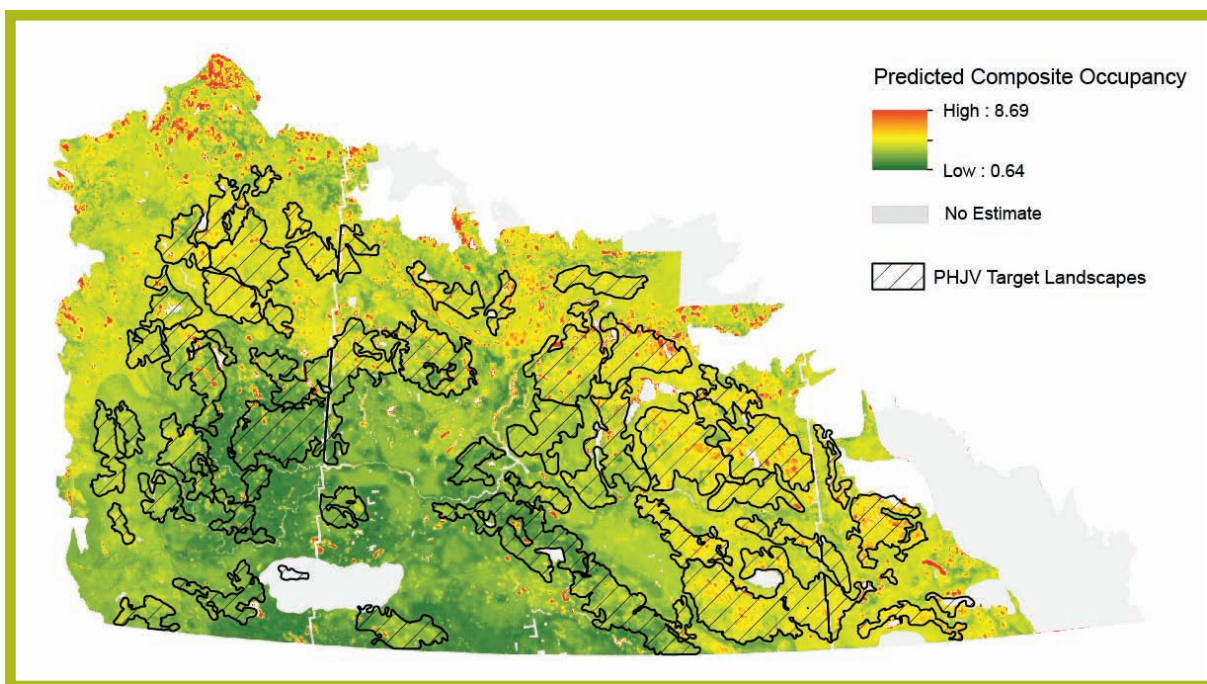 Predicted Composite Occupancy
High : 8.69
Low : 0.64
No Estimate
PHJV Target Landscapes